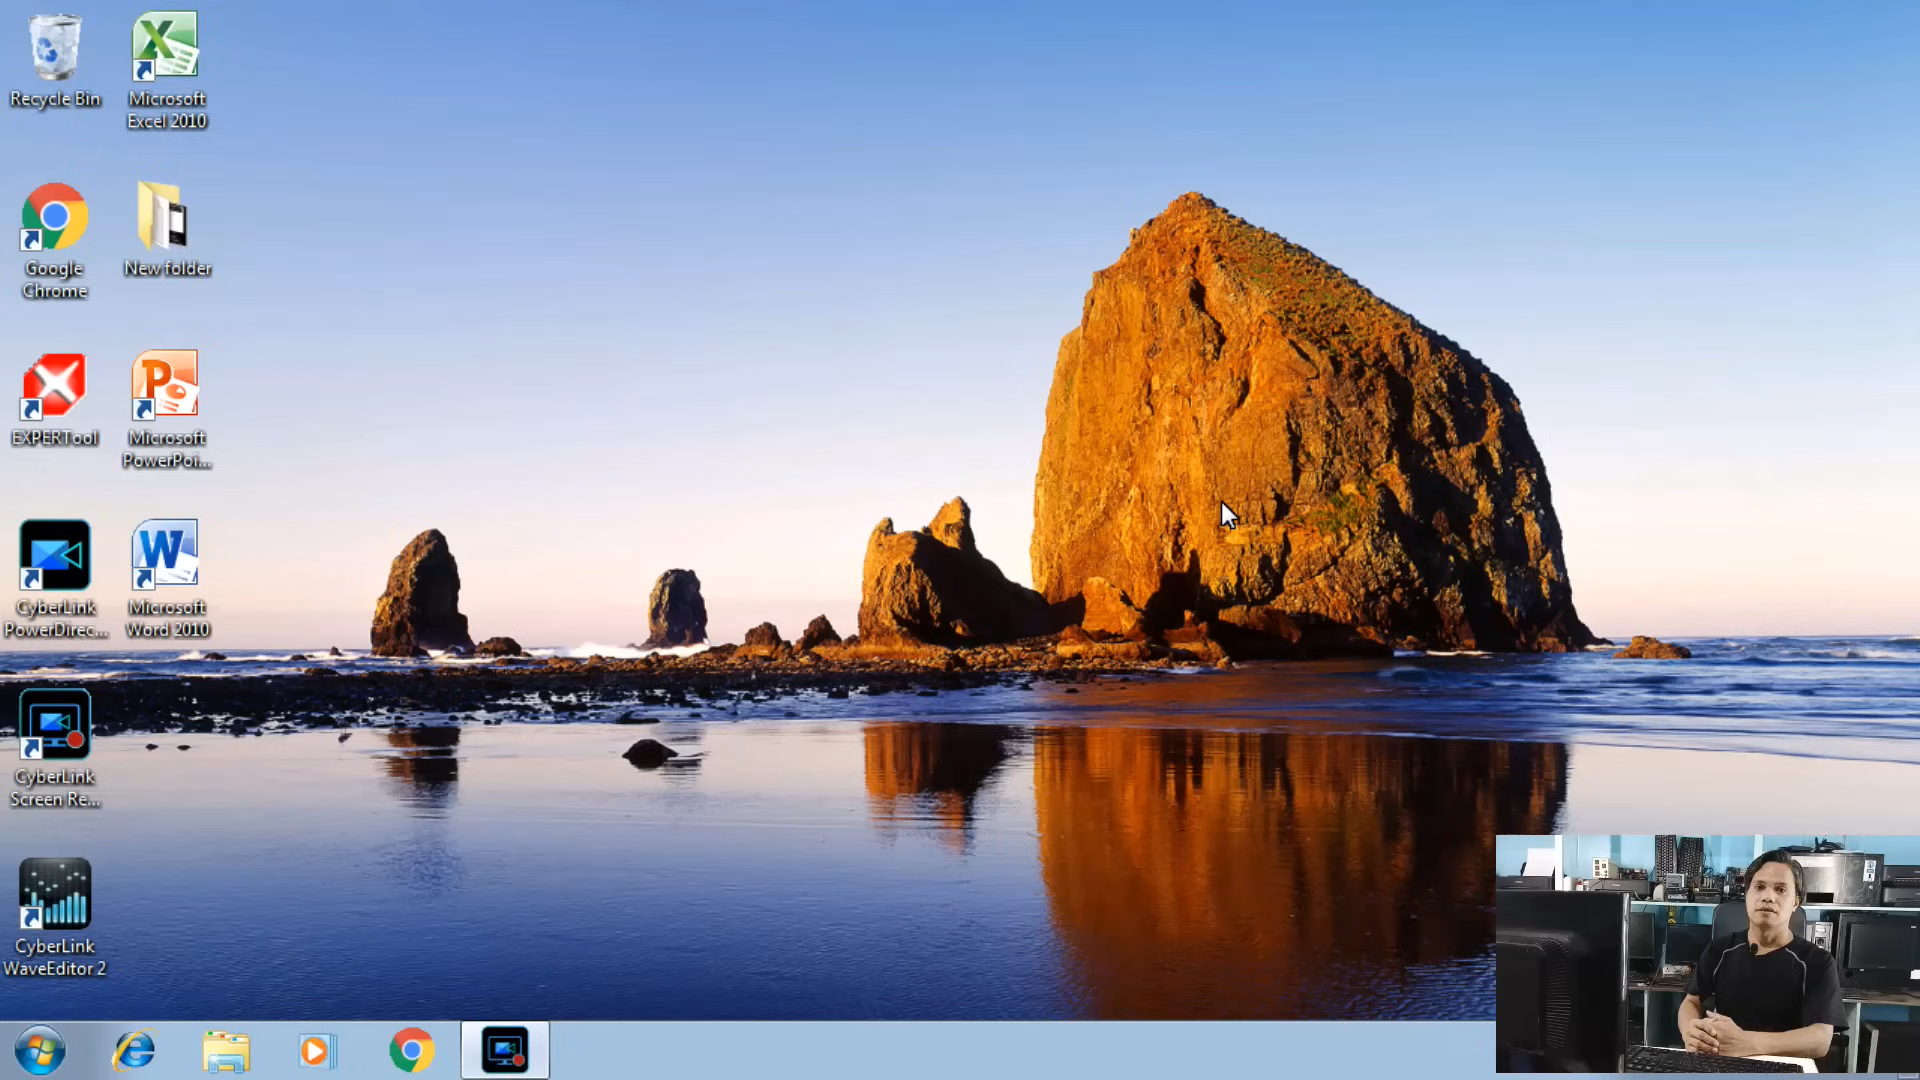 Recycle Bin
Microsoft
Excel 2010
Google
Chrome
New folder
EXPERTool
Microsoft
PowerPoi...
CyberLink
PowerDirec...
Microsoft
Word 2010
CyberLink
Screen Re...
CyberLink
WaveEditor 2